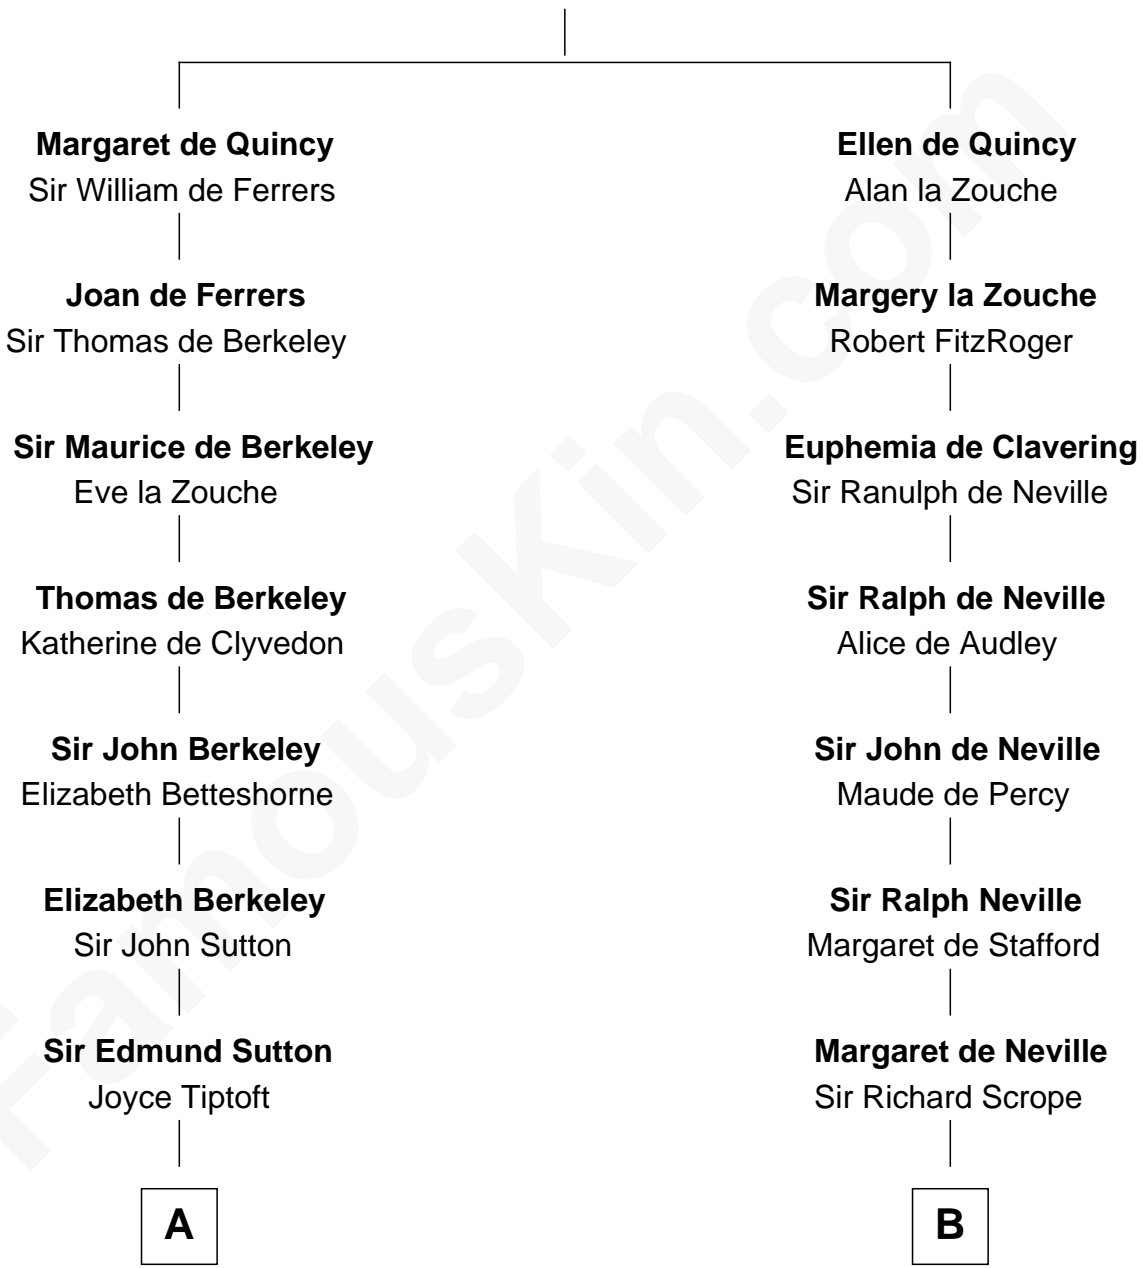 Margaret de Quincy
Sir William de Ferrers
Joan de Ferrers
Sir Thomas de Berkeley
Sir Maurice de Berkeley
Eve la Zouche
Thomas de Berkeley
Katherine de Clyvedon
Sir John Berkeley
Elizabeth Betteshorne
Elizabeth Berkeley
Sir John Sutton
Sir Edmund Sutton
Joyce Tiptoft
A
Ellen de Quincy
Alan la Zouche
Margery la Zouche
Robert FitzRoger
Euphemia de Clavering
Sir Ranulph de Neville
Sir Ralph de Neville
Alice de Audley
Sir John de Neville
Maude de Percy
Sir Ralph Neville
Margaret de Stafford
Margaret de Neville
Sir Richard Scrope
B
FamousKin.com